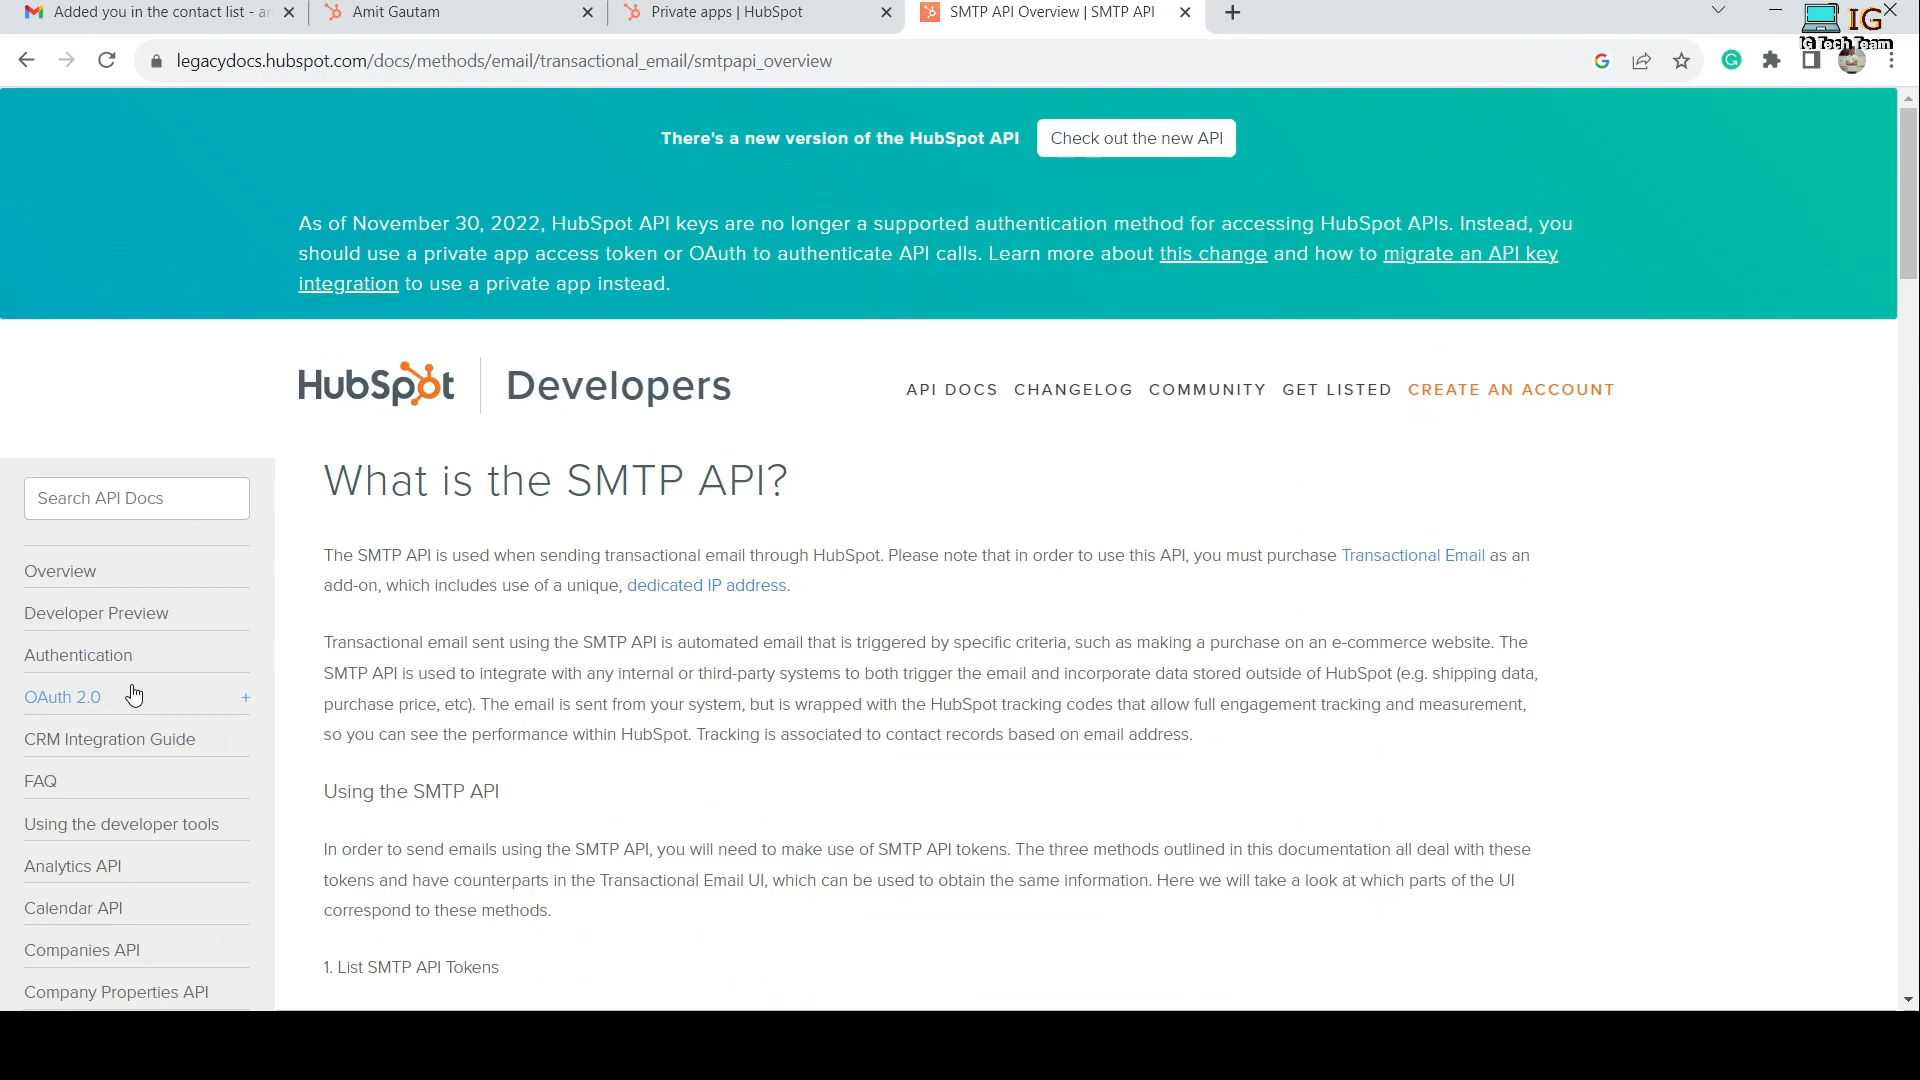 Added you in the contact list - an
Amit Gautam
Private apps | HubSpot
SMTP API Overview | SMTP API
IG
IG Tech Team
legacydocs.hubspot.com/docs/methods/email/transactional_email/smtpapi_overview
There's a new version of the HubSpot API
Check out the new API
As of November 30, 2022, HubSpot API keys are no longer a supported authentication method for accessing HubSpot APIs. Instead, you
should use a private app access token or OAuth to authenticate API calls. Learn more about this change and how to migrate an API key
integration to use a private app instead.
HubSpot
Developers
API DOCS CHANGELOG COMMUNITY GET LISTED CREATE AN ACCOUNT
Search API Docs
Overview
Developer Preview
Authentication
OAuth 2.0 +
CRM Integration Guide
FAQ
Using the developer tools
Analytics API
Calendar API
Companies API
Company Properties API
What is the SMTP API?
The SMTP API is used when sending transactional email through HubSpot. Please note that in order to use this API, you must purchase Transactional Email as an
add-on, which includes use of a unique, dedicated IP address.
Transactional email sent using the SMTP API is automated email that is triggered by specific criteria, such as making a purchase on an e-commerce website. The
SMTP API is used to integrate with any internal or third-party systems to both trigger the email and incorporate data stored outside of HubSpot (e.g. shipping data,
purchase price, etc). The email is sent from your system, but is wrapped with the HubSpot tracking codes that allow full engagement tracking and measurement,
so you can see the performance within HubSpot. Tracking is associated to contact records based on email address.
Using the SMTP API
In order to send emails using the SMTP API, you will need to make use of SMTP API tokens. The three methods outlined in this documentation all deal with these
tokens and have counterparts in the Transactional Email UI, which can be used to obtain the same information. Here we will take a look at which parts of the UI
correspond to these methods.
1. List SMTP API Tokens